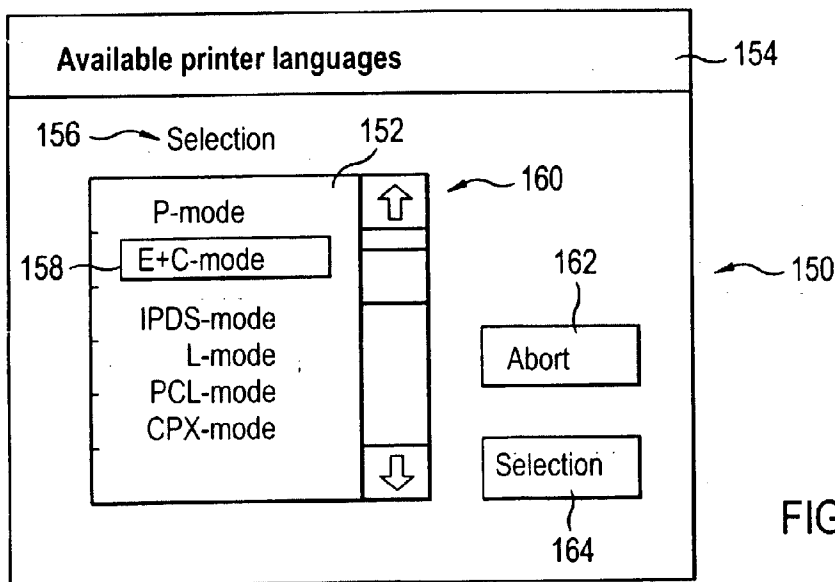 Available printer languages
154
156
Selection
152
160
P-mode
158
E+C-mode
162
150
IPDS-mode
L-mode
Abort
PCL-mode
CPX-mode
Selection
164
FIG